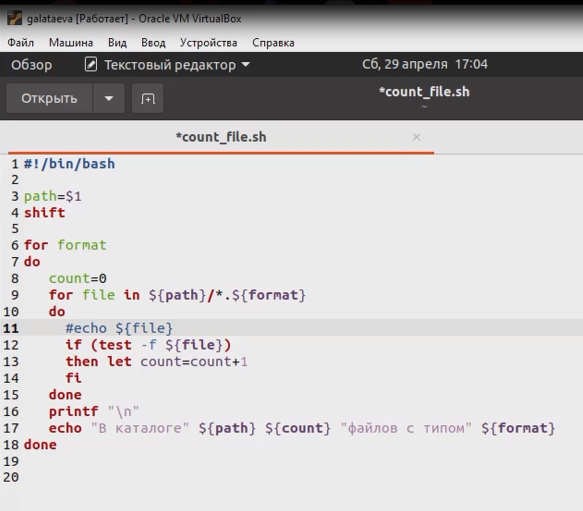 galataeva [Работает] - Oracle VM VirtualBox
Файл Машина Вид Ввод Устройства Справка
Обзор Текстовый редактор Сб, 29 апреля 17:04
Открыть *count_file.sh
~
*count_file.sh ×
1 #!/bin/bash
2
3 path=$1
4 shift
5
6 for format
7 do
8 count=0
9 for file in ${path}/*.${format}
10 do
11 #echo ${file}
12 if (test -f ${file})
13 then let count=count+1
14 fi
15 done
16 printf "\n"
17 echo "В каталоге" ${path} ${count} "файлов с типом" ${format}
18 done
19
20